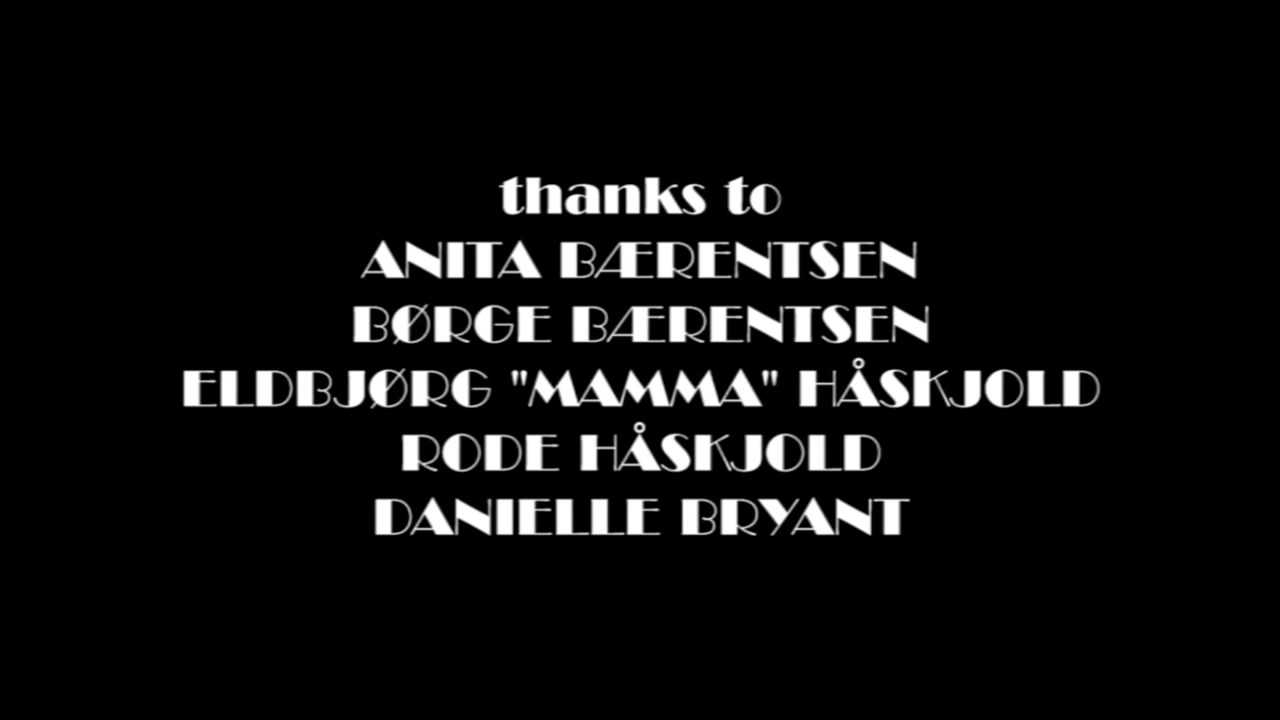 thanks to
ANITA BÆRENTSEN
BØRGE BÆRENTSEN
ELDBJØRG "MAMMA" HÅSKJOLD
RODE HÅSKJOLD
DANIELLE BRYANT